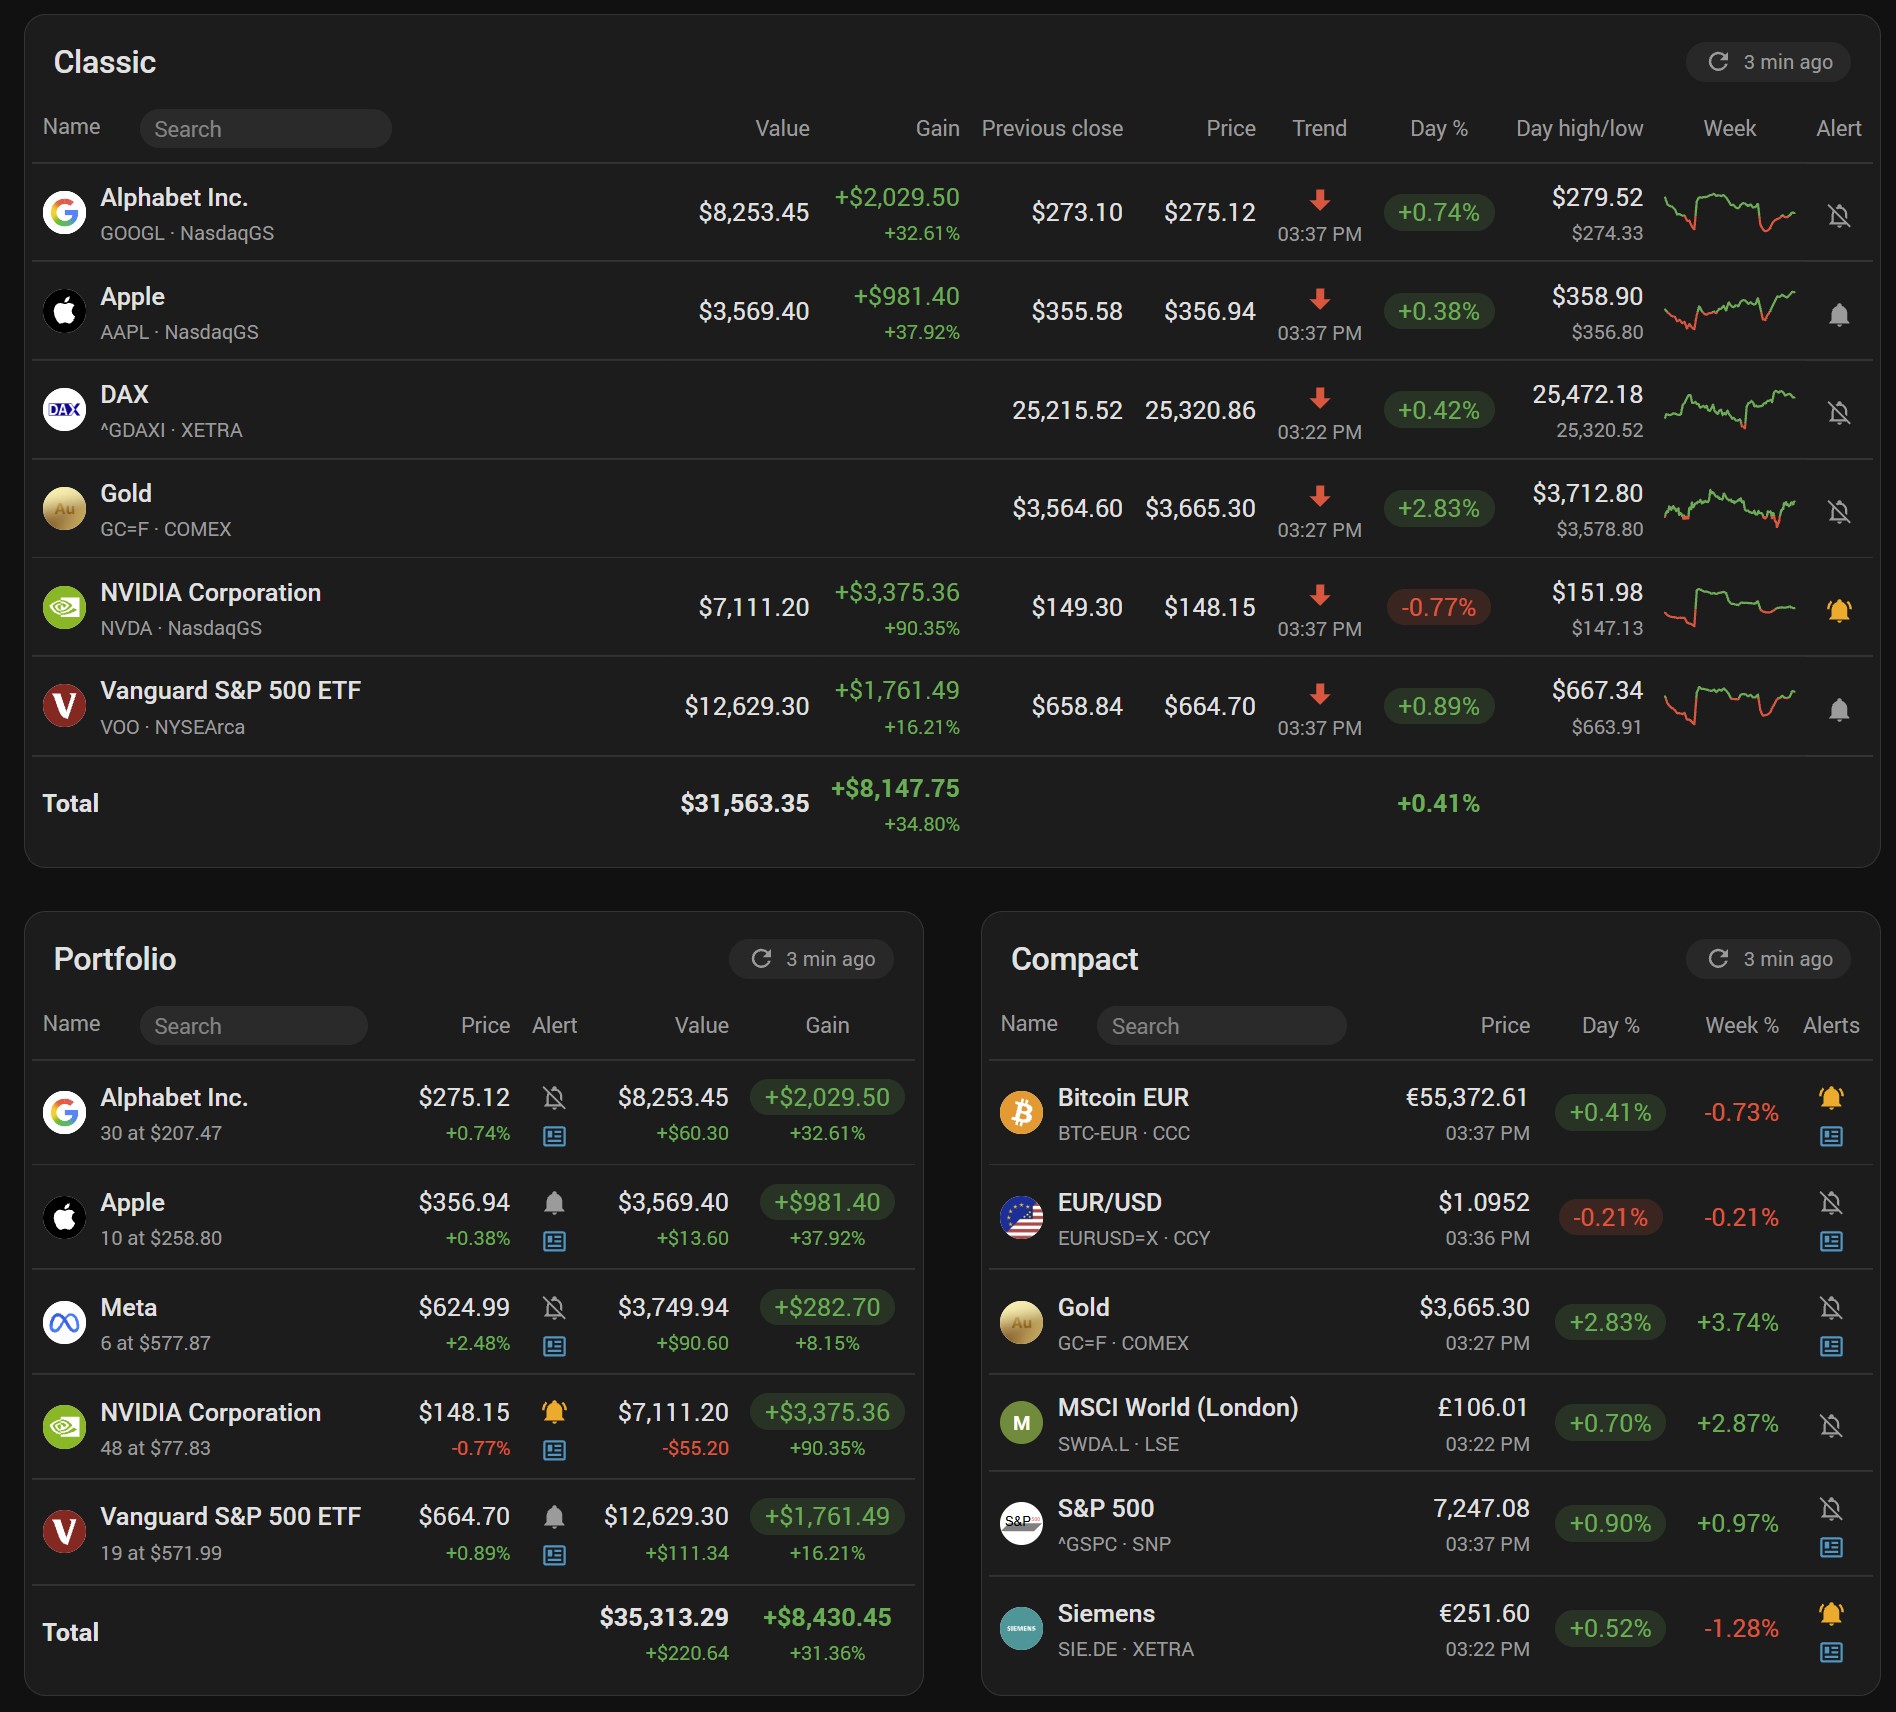 Classic
3 min ago
Name Search Value Gain Previous close Price Trend Day % Day high/low Week Alert
Alphabet Inc. $8,253.45 +$2,029.50 $273.10 $275.12 +0.74% $279.52
GOOGL · NasdaqGS +32.61% 03:37 PM $274.33
Apple $3,569.40 +$981.40 $355.58 $356.94 +0.38% $358.90
AAPL · NasdaqGS +37.92% 03:37 PM $356.80
DAX
DAX 25,215.52 25,320.86 +0.42% 25,472.18
^GDAXI · XETRA 03:22 PM 25,320.52
Au
Gold $3,564.60 $3,665.30 +2.83% $3,712.80
GC=F · COMEX 03:27 PM $3,578.80
NVIDIA Corporation $7,111.20 +$3,375.36 $149.30 $148.15 -0.77% $151.98
NVDA · NasdaqGS +90.35% 03:37 PM $147.13
Vanguard S&P 500 ETF $12,629.30 +$1,761.49 $658.84 $664.70 +0.89% $667.34
VOO · NYSEArca +16.21% 03:37 PM $663.91
Total $31,563.35 +$8,147.75 +0.41%
+34.80%
Portfolio
3 min ago
Name Search Price Alert Value Gain
Alphabet Inc. $275.12 $8,253.45 +$2,029.50
30 at $207.47 +0.74% +$60.30 +32.61%
Apple $356.94 $3,569.40 +$981.40
10 at $258.80 +0.38% +$13.60 +37.92%
Meta $624.99 $3,749.94 +$282.70
6 at $577.87 +2.48% +$90.60 +8.15%
NVIDIA Corporation $148.15 $7,111.20 +$3,375.36
48 at $77.83 -0.77% -$55.20 +90.35%
Vanguard S&P 500 ETF $664.70 $12,629.30 +$1,761.49
19 at $571.99 +0.89% +$111.34 +16.21%
Total $35,313.29 +$8,430.45
+$220.64 +31.36%
Compact
3 min ago
Name Search Price Day % Week % Alerts
Bitcoin EUR €55,372.61 +0.41% -0.73%
BTC-EUR · CCC 03:37 PM
EUR/USD $1.0952 -0.21% -0.21%
EURUSD=X · CCY 03:36 PM
Au
Gold $3,665.30 +2.83% +3.74%
GC=F · COMEX 03:27 PM
M
MSCI World (London) £106.01 +0.70% +2.87%
SWDA.L · LSE 03:22 PM
S&P
S&P 500 7,247.08 +0.90% +0.97%
^GSPC · SNP 03:37 PM
SIEMENS
Siemens €251.60 +0.52% -1.28%
SIE.DE · XETRA 03:22 PM